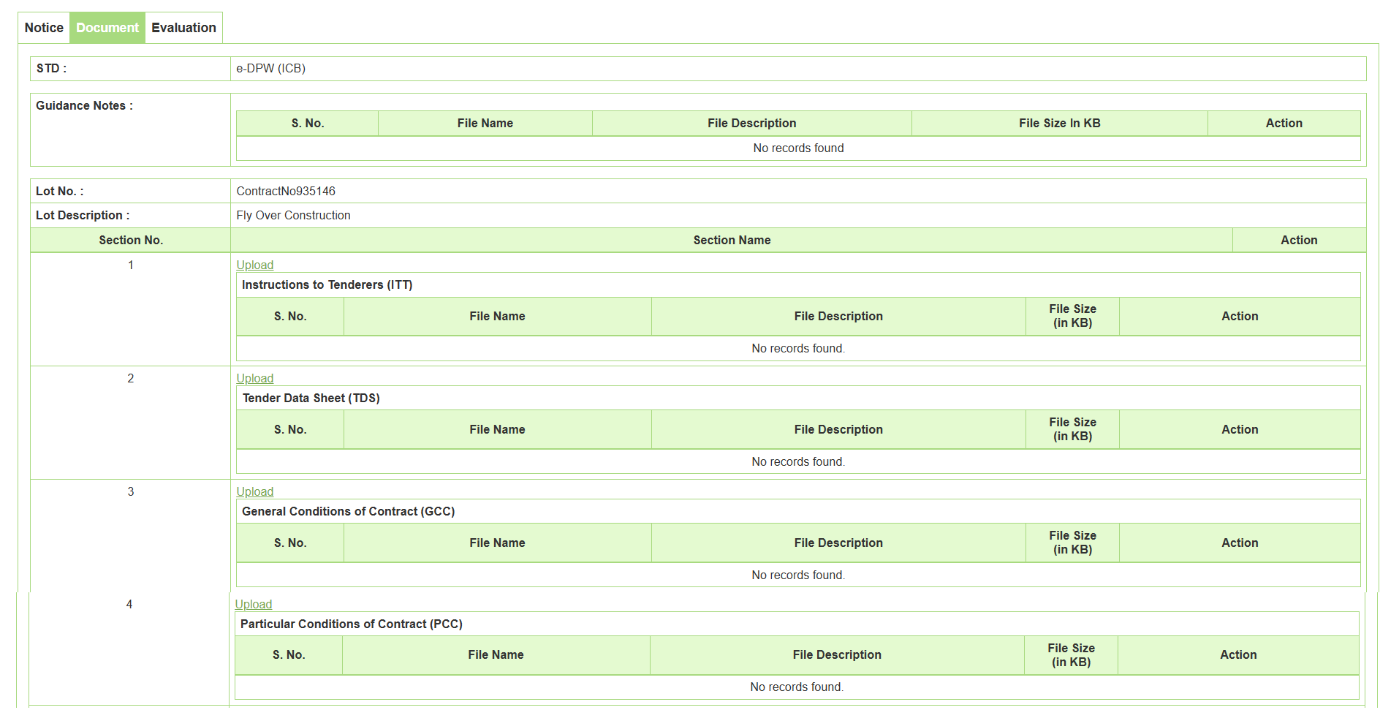 Notice Document Evaluation
STD : e-DPW (ICB)
Guidance Notes :
S. No. File Name File Description File Size In KB Action
No records found
Lot No. : ContractNo935146
Lot Description : Fly Over Construction
Section No. Section Name Action
1 Upload
Instructions to Tenderers (ITT)
S. No. File Name File Description File Size (in KB) Action
No records found.
2 Upload
Tender Data Sheet (TDS)
S. No. File Name File Description File Size (in KB) Action
No records found.
3 Upload
General Conditions of Contract (GCC)
S. No. File Name File Description File Size (in KB) Action
No records found.
4 Upload
Particular Conditions of Contract (PCC)
S. No. File Name File Description File Size (in KB) Action
No records found.